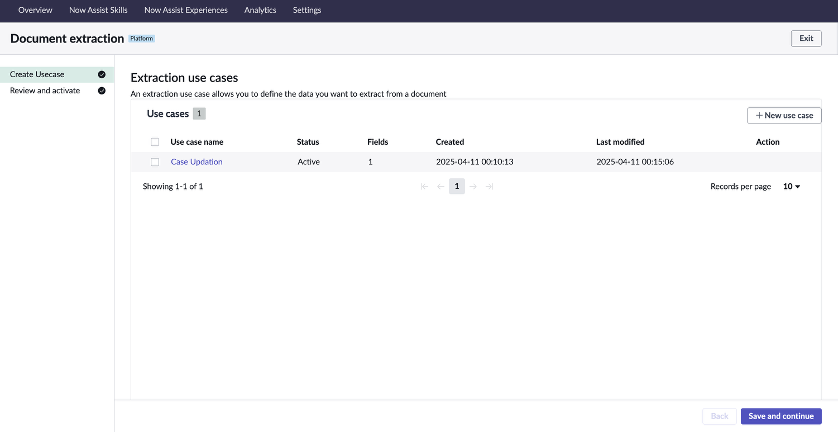 Overview Now Assist Skills Now Assist Experiences Analytics Settings
Document extraction Platform Exit
Create Usecase
Review and activate
Extraction use cases
An extraction use case allows you to define the data you want to extract from a document
Use cases 1 + New use case
Use case name Status Fields Created Last modified Action
Case Updation Active 1 2025-04-11 00:10:13 2025-04-11 00:15:06
Showing 1-1 of 1 1 Records per page 10
Back Save and continue